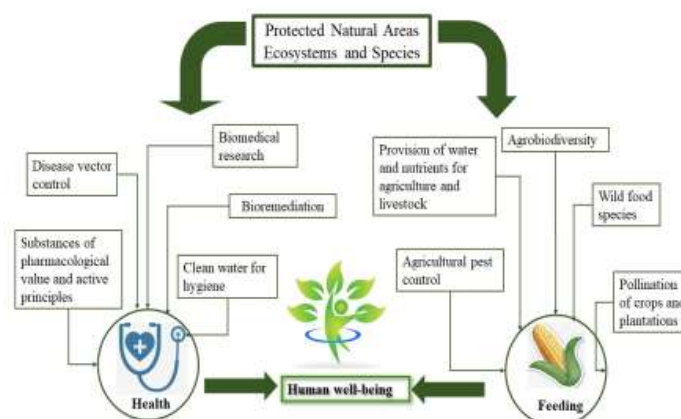 Protected Natural Areas
Ecosystems and Species
Biomedical
research
Disease vector
control
Bioremediation
Substances of
pharmacological
value and active
principles
Clean water for
hygiene
Health
Agrobiodiversity
Provision of water
and nutrients for
agriculture and
livestock
Wild food
species
Agricultural pest
control
Pollination
of crops and
plantations
Feeding
Human well-being